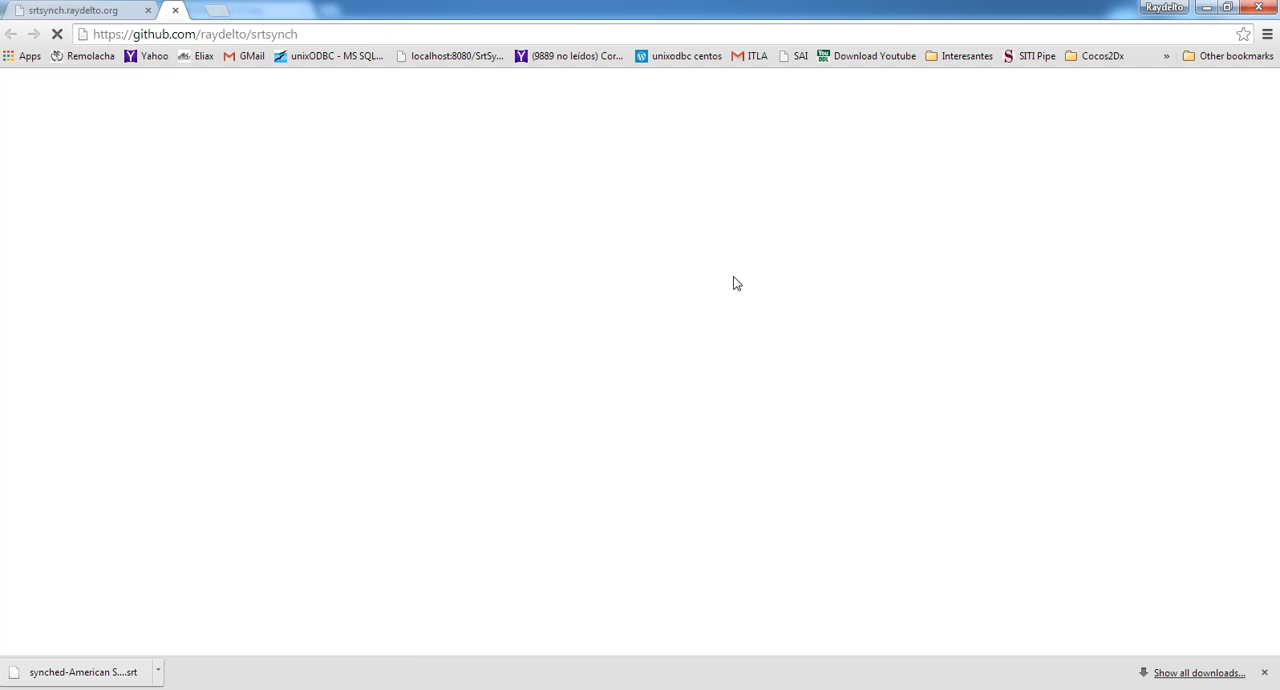 srtsynch.raydelto.org
Raydelto
https://github.com/raydelto/srtsynch
Apps Remolacha Yahoo Eliax GMail unixODBC - MS SQL... localhost:8080/SrtSy... (9889 no leídos) Cor... unixodbc centos ITLA SAI Download Youtube Interesantes SITI Pipe Cocos2Dx » Other bookmarks
synched-American S....srt Show all downloads...